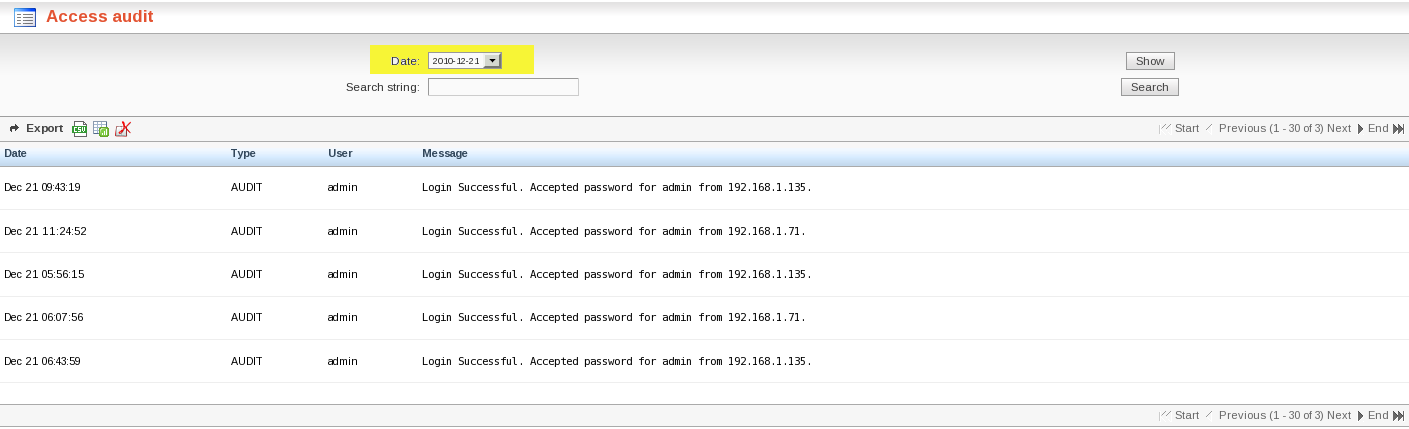 Access audit
Date: 2010-12-21 Show
Search string: Search
Export CSV Start Previous (1 - 30 of 3) Next End
Date Type User Message
Dec 21 09:43:19 AUDIT admin Login Successful. Accepted password for admin from 192.168.1.135.
Dec 21 11:24:52 AUDIT admin Login Successful. Accepted password for admin from 192.168.1.71.
Dec 21 05:56:15 AUDIT admin Login Successful. Accepted password for admin from 192.168.1.135.
Dec 21 06:07:56 AUDIT admin Login Successful. Accepted password for admin from 192.168.1.71.
Dec 21 06:43:59 AUDIT admin Login Successful. Accepted password for admin from 192.168.1.135.
Start Previous (1 - 30 of 3) Next End